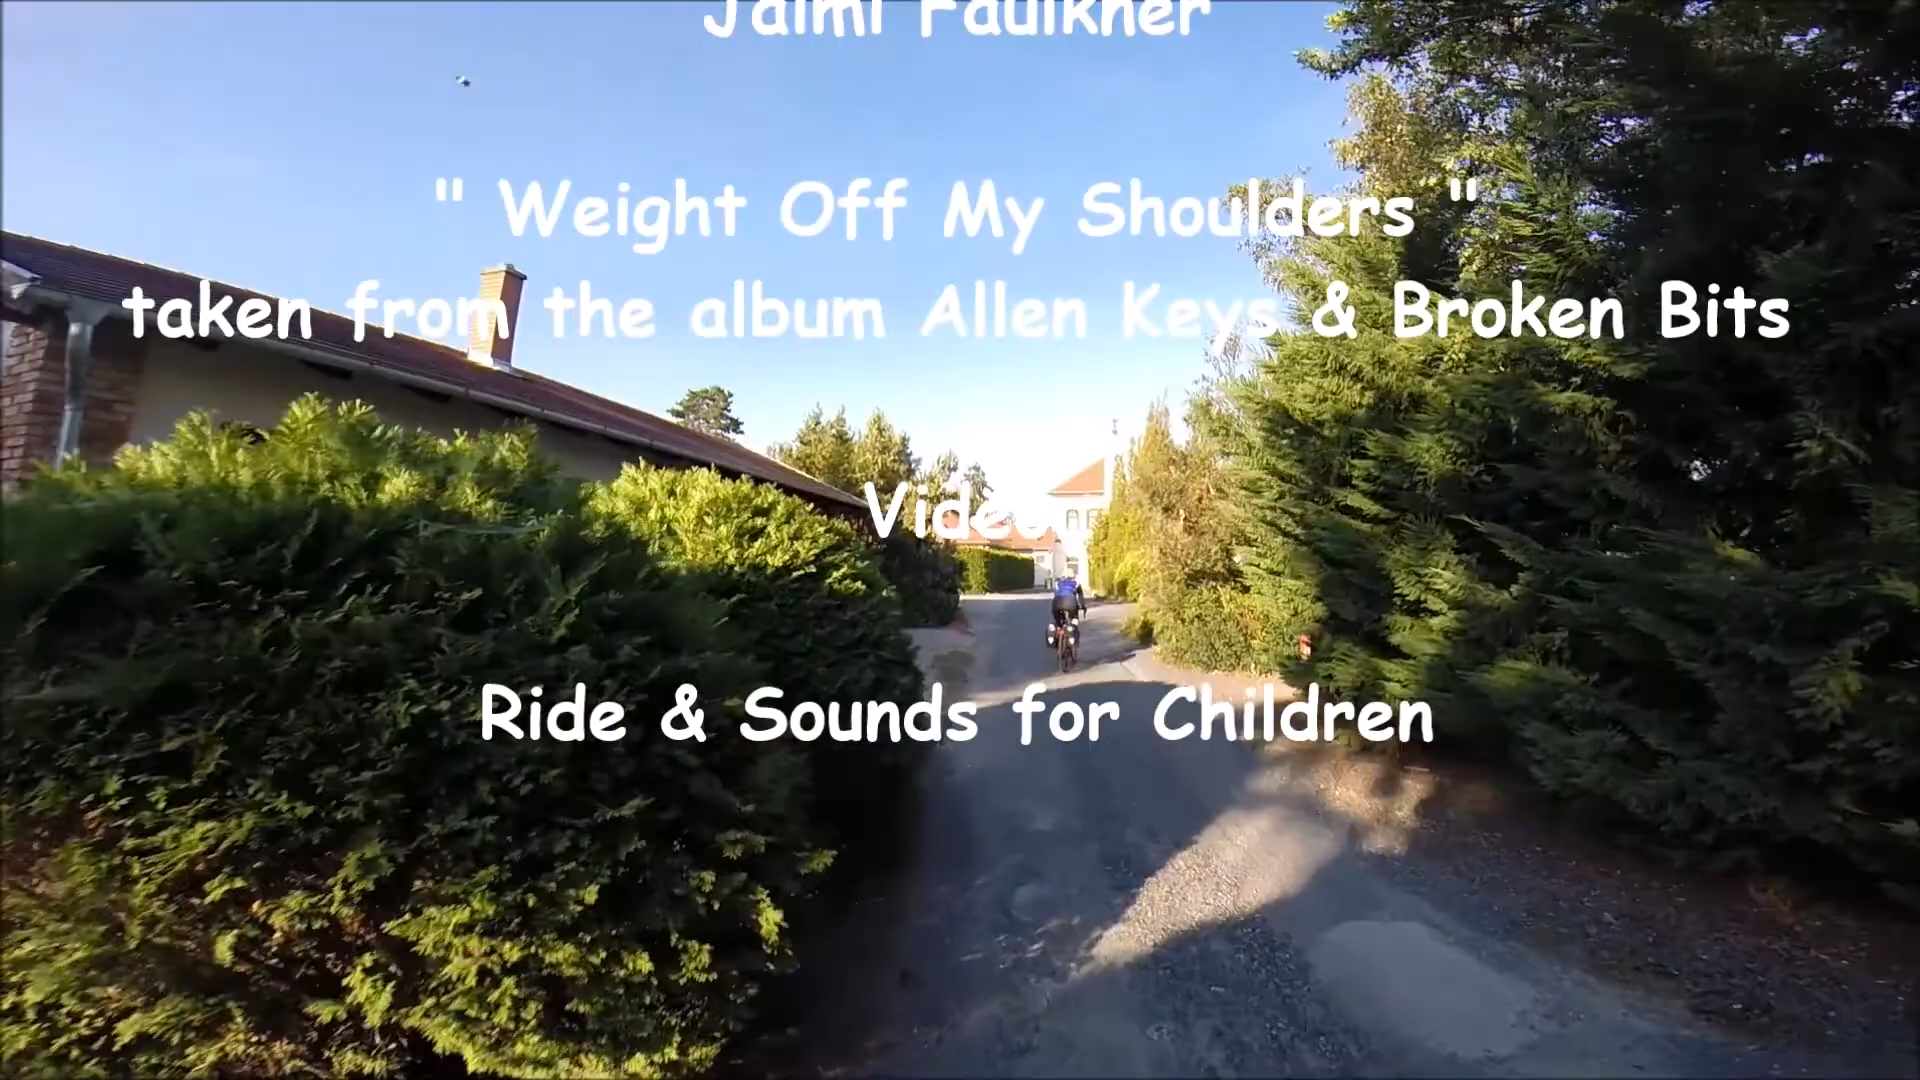 Jaimi Faulkner
" Weight Off My Shoulders "
taken from the album Allen Keys & Broken Bits
Video
Ride & Sounds for Children